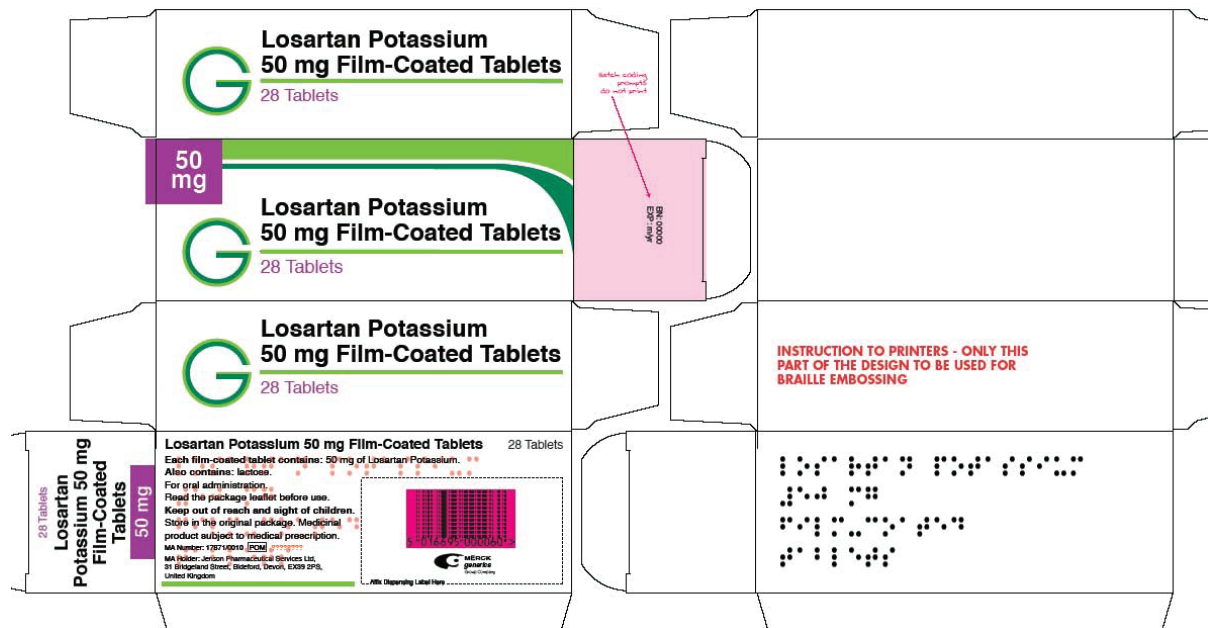 Losartan Potassium
50 mg Film-Coated Tablets
28 Tablets
Batch coding
prompts
do not print
50
mg
Losartan Potassium
50 mg Film-Coated Tablets
28 Tablets
BN: 00000
EXP: m/yr
Losartan Potassium
50 mg Film-Coated Tablets
28 Tablets
INSTRUCTION TO PRINTERS - ONLY THIS
PART OF THE DESIGN TO BE USED FOR
BRAILLE EMBOSSING
28 Tablets
Losartan
Potassium 50 mg
Film-Coated
Tablets
50 mg
Losartan Potassium 50 mg Film-Coated Tablets 28 Tablets
Each film-coated tablet contains: 50 mg of Losartan Potassium.
Also contains: lactose.
For oral administration.
Read the package leaflet before use.
Keep out of reach and sight of children.
Store in the original package. Medicinal
product subject to medical prescription.
MA Number: 17871/0010 POM
MA Holder: Jenson Pharmaceutical Services Ltd,
31 Bridgeland Street, Bideford, Devon, EX39 2PS,
United Kingdom
5 016695 000060 >
MERCK
generics
Group Company
Affix Dispensing Label Here